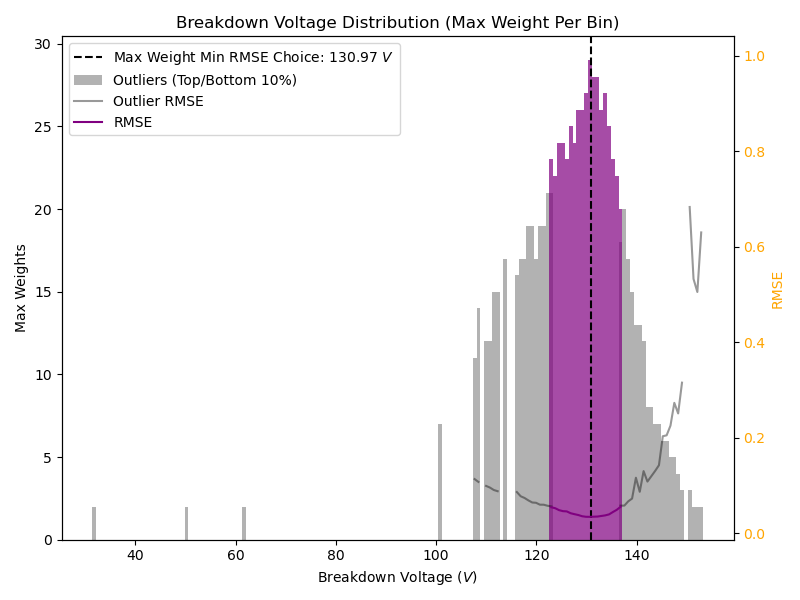 Breakdown Voltage Distribution (Max Weight Per Bin)
Max Weight Min RMSE Choice: 130.97 V
Outliers (Top/Bottom 10%)
Outlier RMSE
RMSE
30
25
20
15
10
5
0
Max Weights
1.0
0.8
0.6
0.4
0.2
0.0
RMSE
40 60 80 100 120 140
Breakdown Voltage (V)